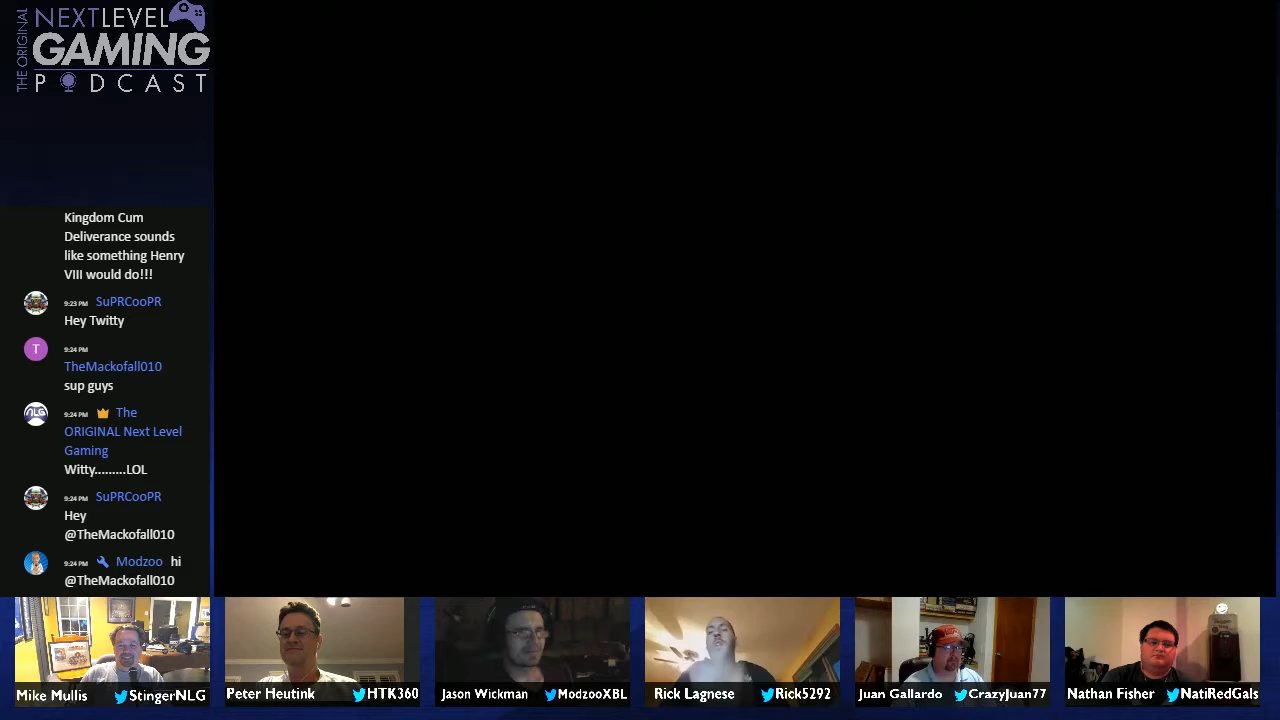 THE ORIGINAL
NEXTLEVEL
GAMING
PODCAST
Kingdom Cum
Deliverance sounds
like something Henry
VIII would do!!!
9:23 PM SuPRCooPR
Hey Twitty
T
9:24 PM
TheMackofall010
sup guys
NLG
9:24 PM The
ORIGINAL Next Level
Gaming
Witty.........LOL
9:24 PM SuPRCooPR
Hey
@TheMackofall010
9:24 PM Modzoo hi
@TheMackofall010
Mike Mullis StingerNLG
Peter Heutink HTK360
Jason Wickman ModzooXBL
Rick Lagnese Rick5292
Juan Gallardo CrazyJuan77
Nathan Fisher NatiRedGals